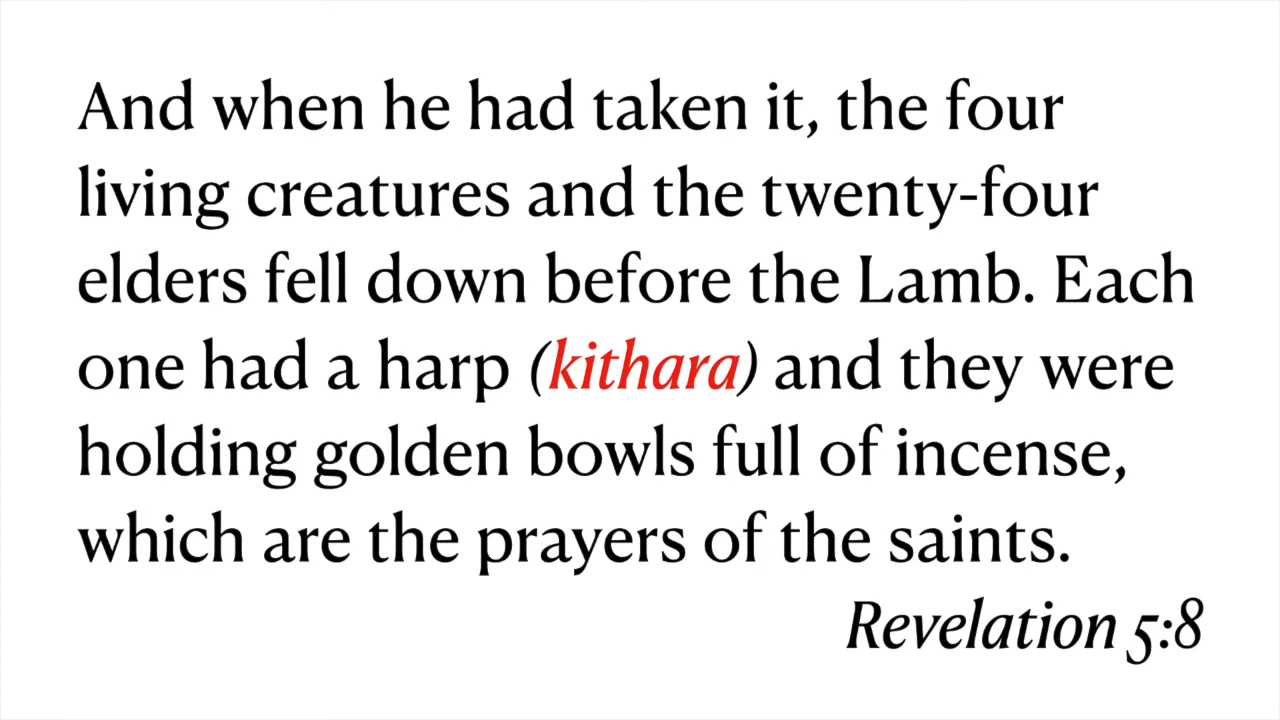 And when he had taken it, the four
living creatures and the twenty-four
elders fell down before the Lamb. Each
one had a harp (kithara) and they were
holding golden bowls full of incense,
which are the prayers of the saints.
Revelation 5:8